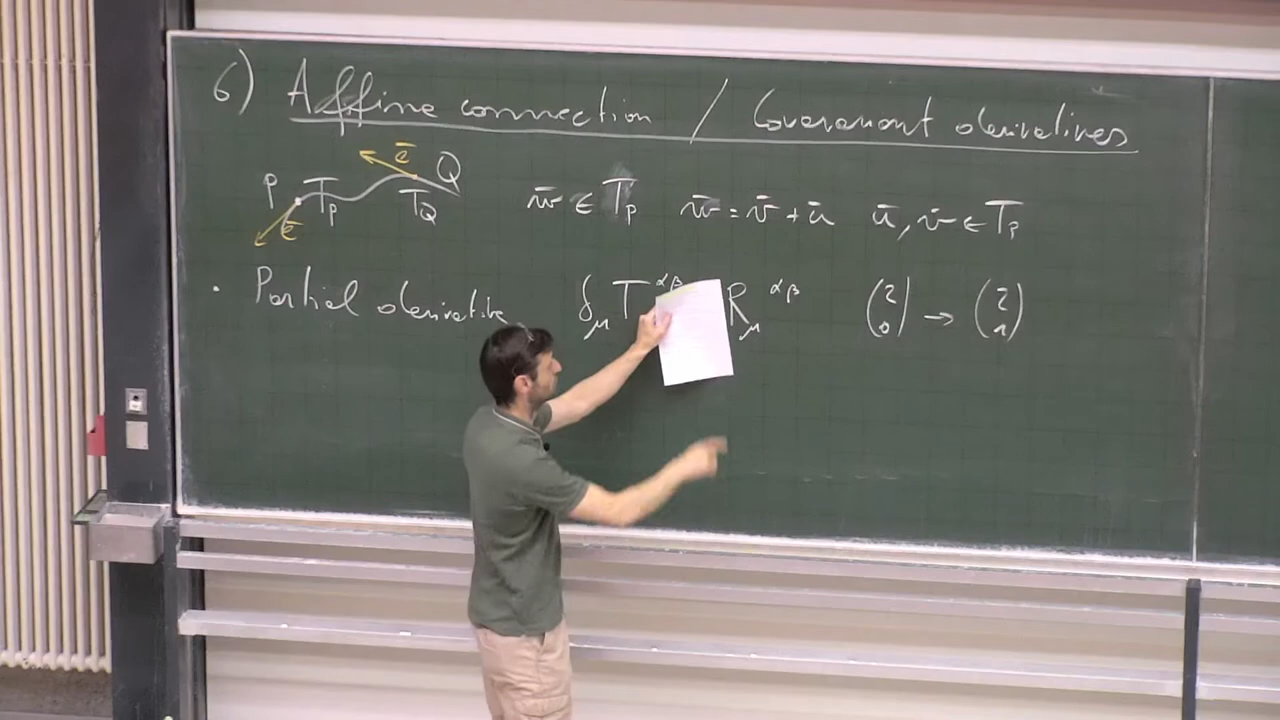 6) Affine connection / Covariant derivatives
P T_P ē ē Q T_Q w̄ ∈ T_P w̄ = v̄ + ū ū, v̄ ∈ T_P
· Partial derivative ∂_μ T^αβ R_μ^αβ (2 0) → (2 1)